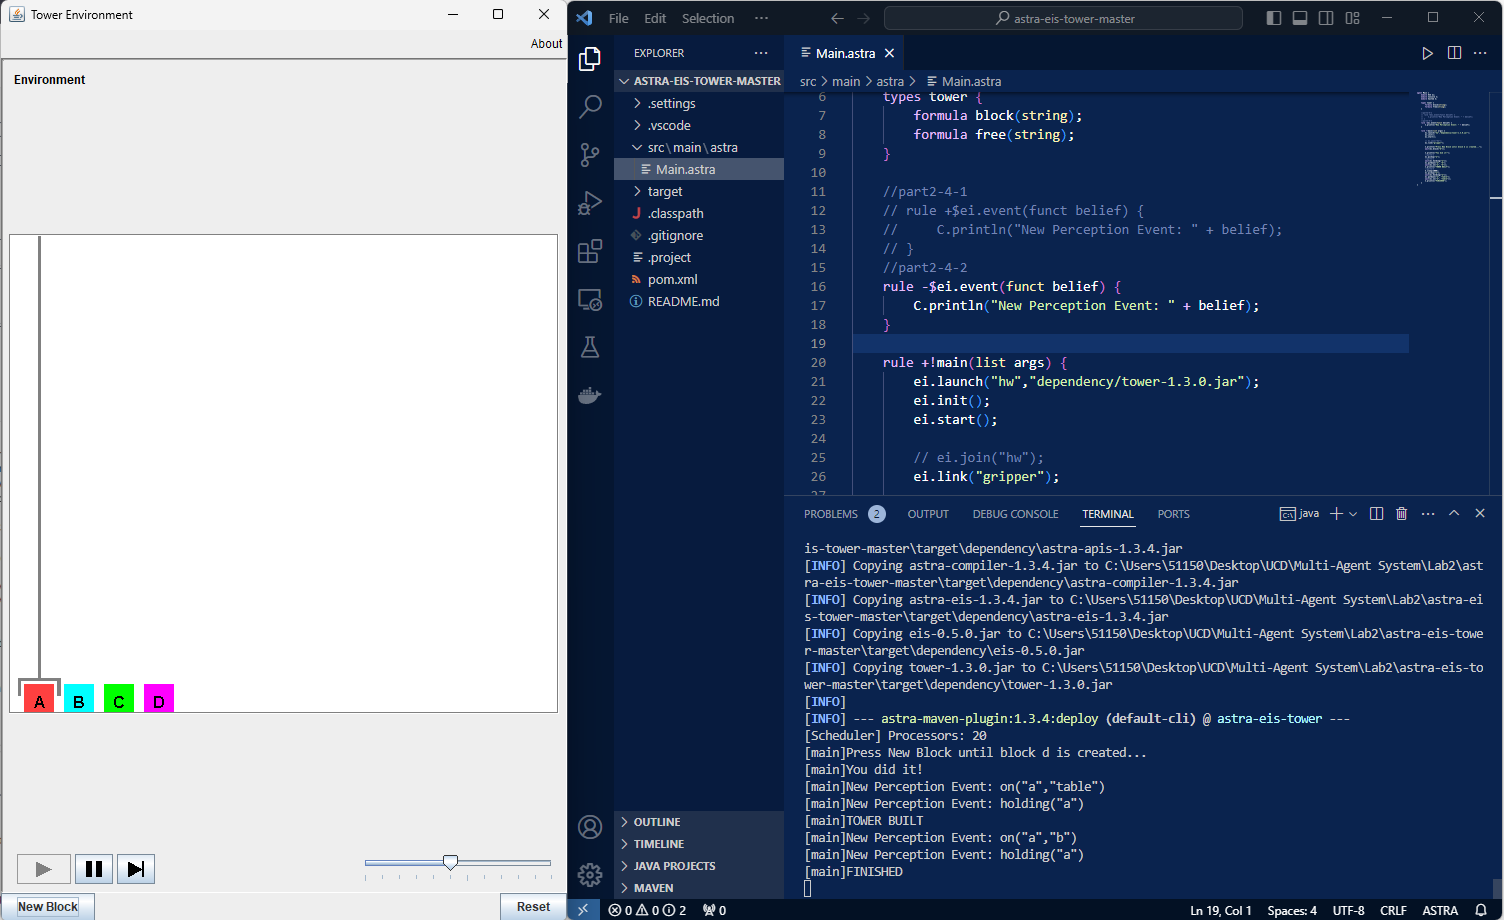 Tower Environment
About
Environment
A B C D
New Block
Reset
File Edit Selection ···
astra-eis-tower-master
EXPLORER ···
ASTRA-EIS-TOWER-MASTER
.settings
.vscode
src\main\astra
Main.astra
target
.classpath
.gitignore
.project
pom.xml
README.md
OUTLINE
TIMELINE
JAVA PROJECTS
MAVEN
Main.astra
src > main > astra > Main.astra
6 types tower {
7 formula block(string);
8 formula free(string);
9 }
10
11 //part2-4-1
12 // rule +$ei.event(funct belief) {
13 //     C.println("New Perception Event: " + belief);
14 // }
15 //part2-4-2
16 rule -$ei.event(funct belief) {
17 C.println("New Perception Event: " + belief);
18 }
19
20 rule +!main(list args) {
21 ei.launch("hw","dependency/tower-1.3.0.jar");
22 ei.init();
23 ei.start();
24
25 // ei.join("hw");
26 ei.link("gripper");
27
PROBLEMS 2 OUTPUT DEBUG CONSOLE TERMINAL PORTS
java
is-tower-master\target\dependency\astra-apis-1.3.4.jar
[INFO] Copying astra-compiler-1.3.4.jar to C:\Users\51150\Desktop\UCD\Multi-Agent System\Lab2\ast
ra-eis-tower-master\target\dependency\astra-compiler-1.3.4.jar
[INFO] Copying astra-eis-1.3.4.jar to C:\Users\51150\Desktop\UCD\Multi-Agent System\Lab2\astra-ei
s-tower-master\target\dependency\astra-eis-1.3.4.jar
[INFO] Copying eis-0.5.0.jar to C:\Users\51150\Desktop\UCD\Multi-Agent System\Lab2\astra-eis-towe
r-master\target\dependency\eis-0.5.0.jar
[INFO] Copying tower-1.3.0.jar to C:\Users\51150\Desktop\UCD\Multi-Agent System\Lab2\astra-eis-to
wer-master\target\dependency\tower-1.3.0.jar
[INFO]
[INFO] --- astra-maven-plugin:1.3.4:deploy (default-cli) @ astra-eis-tower ---
[Scheduler] Processors: 20
[main]Press New Block until block d is created...
[main]You did it!
[main]New Perception Event: on("a","table")
[main]New Perception Event: holding("a")
[main]TOWER BUILT
[main]New Perception Event: on("a","b")
[main]New Perception Event: holding("a")
[main]FINISHED
0 0 2 0
Ln 19, Col 1 Spaces: 4 UTF-8 CRLF ASTRA